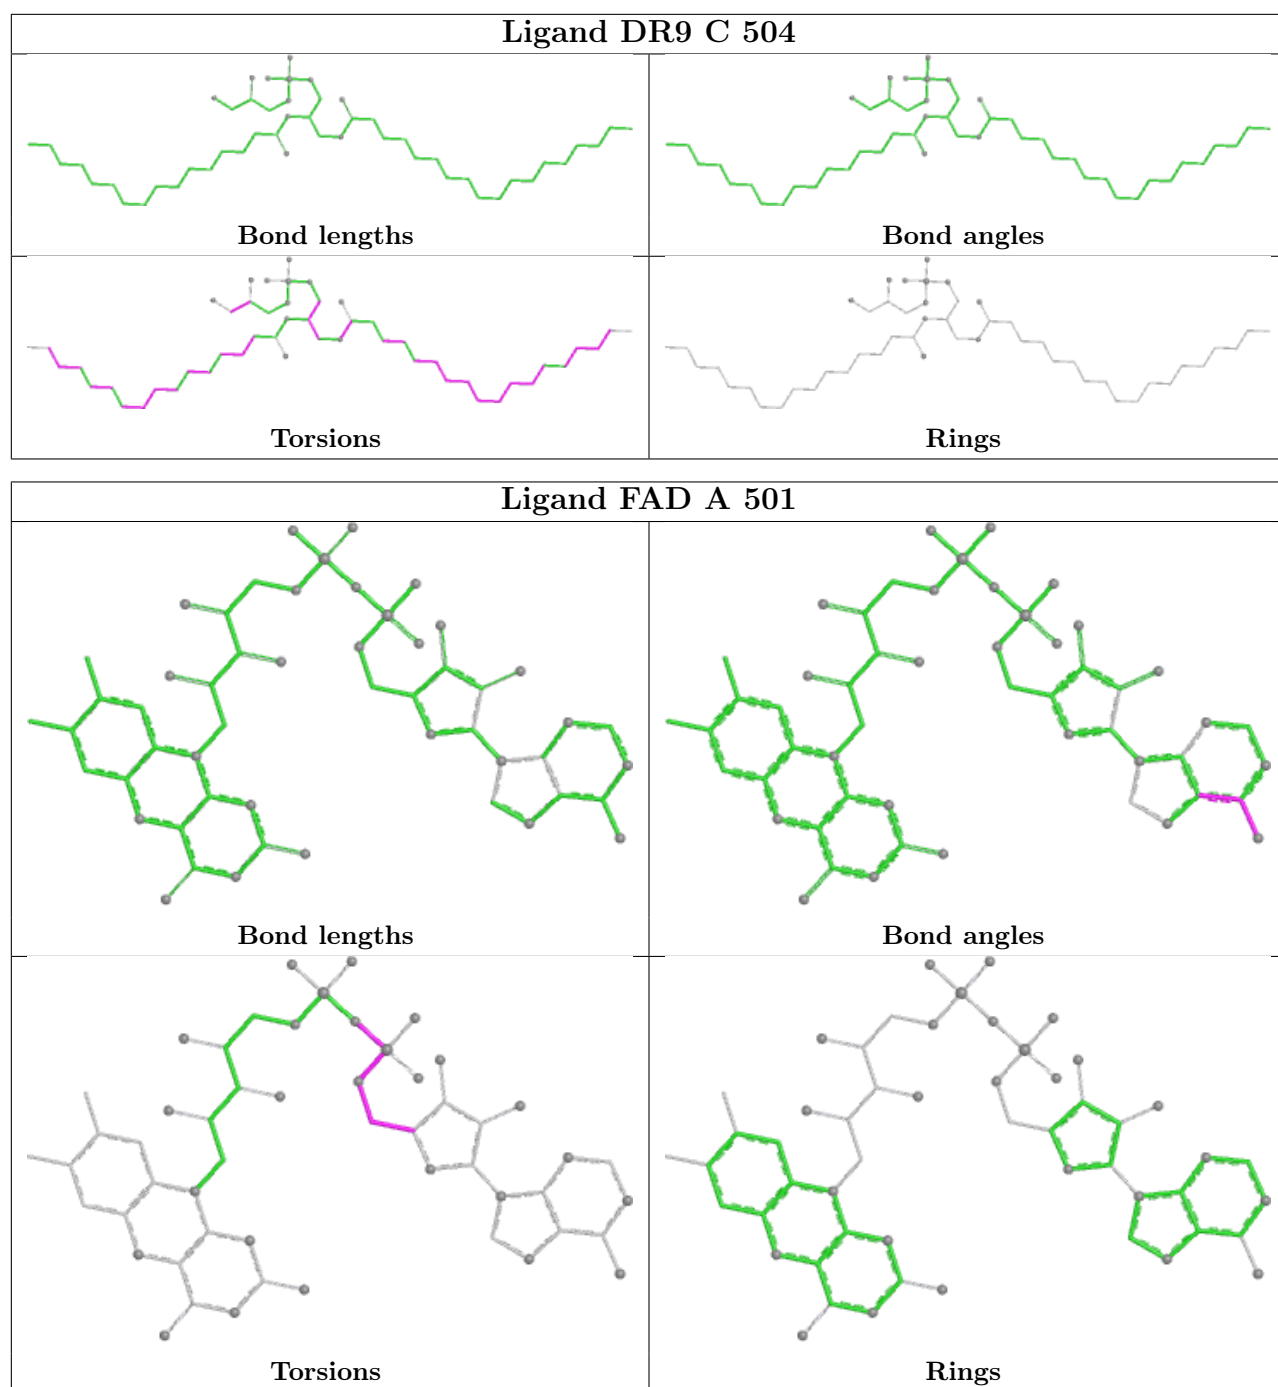 Ligand DR9 C 504
Bond lengths
Bond angles
Torsions
Rings
Ligand FAD A 501
Bond lengths
Bond angles
Torsions
Rings